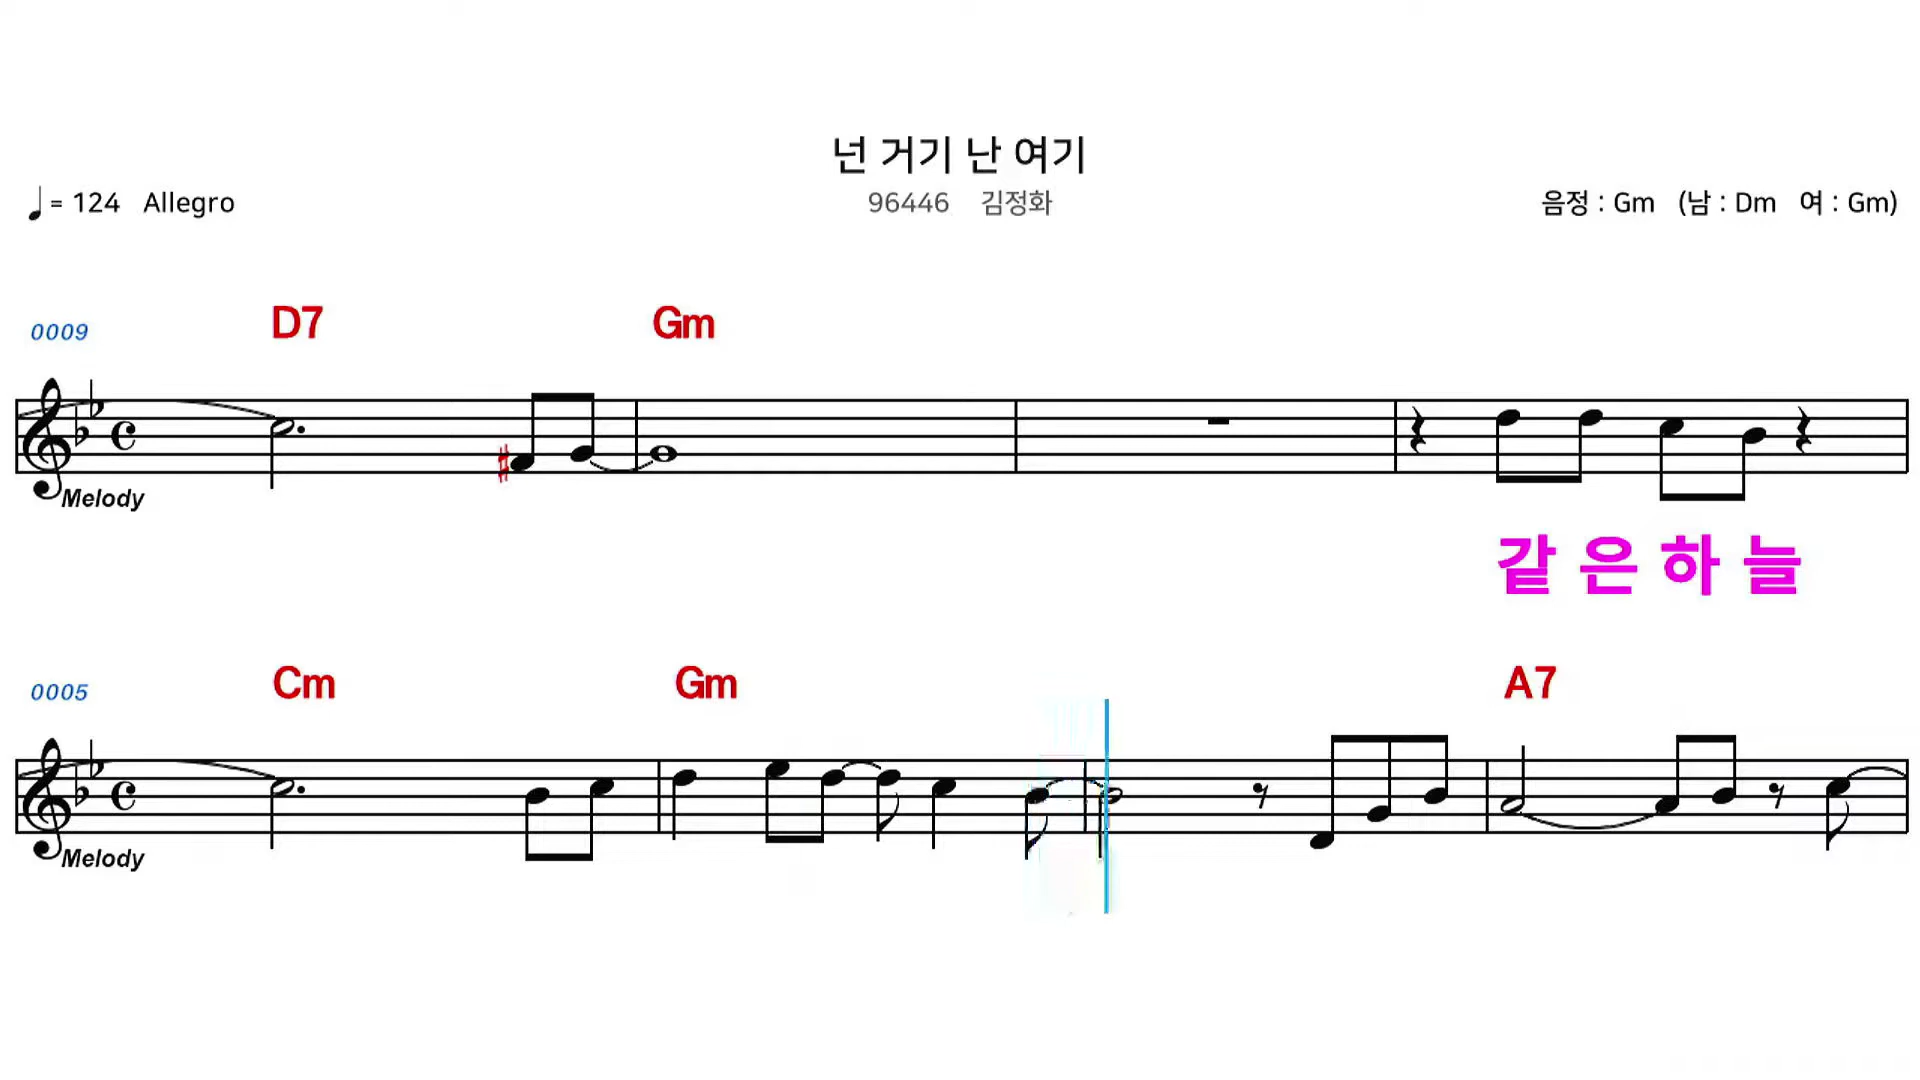 넌 거기 난 여기
♩= 124 Allegro 96446 김정화 음정 : Gm (남 : Dm 여 : Gm)
0009 D7 Gm
Melody
같은하늘
0005 Cm Gm A7
Melody